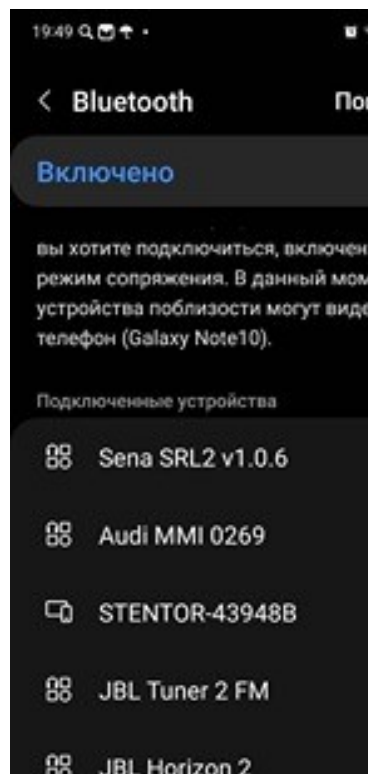 19:49
Bluetooth
Включено
вы хотите подключиться, включен
режим сопряжения. В данный мом
устройства поблизости могут виде
телефон (Galaxy Note10).
Подключенные устройства
Sena SRL2 v1.0.6
Audi MMI 0269
STENTOR-43948B
JBL Tuner 2 FM
JBL Horizon 2